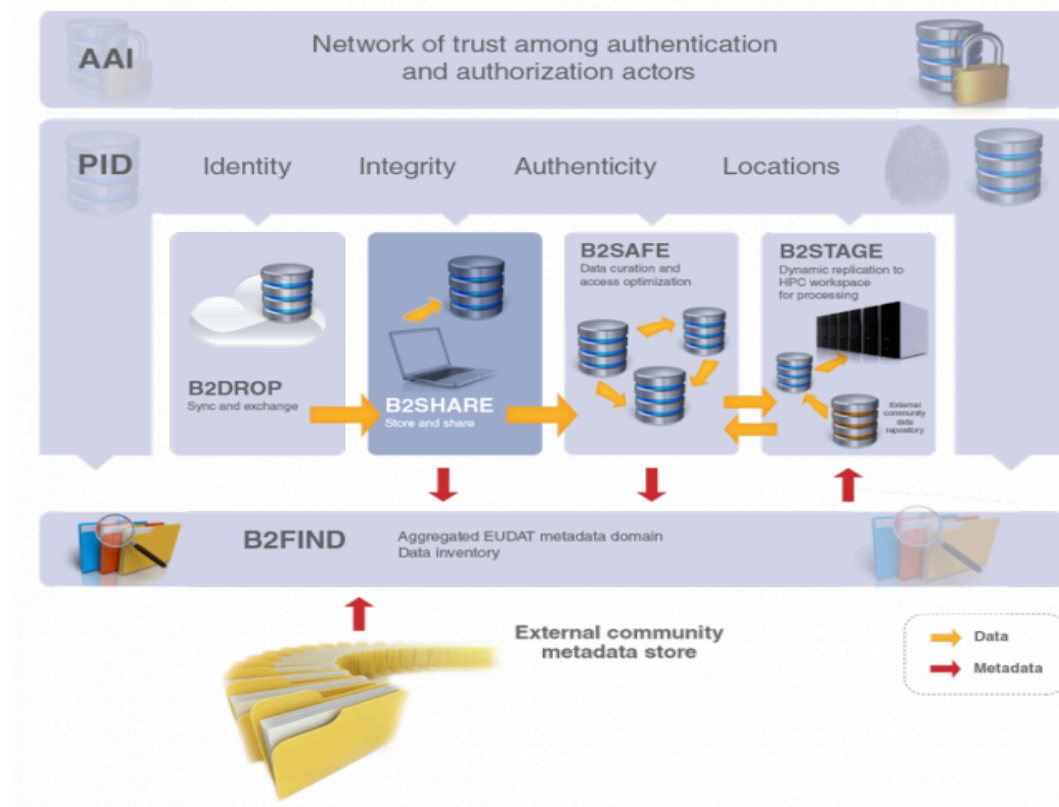 AAI
Network of trust among authentication
and authorization actors
PID
Identity
Integrity
Authenticity
Locations
B2DROP
Sync and exchange
B2SHARE
Store and share
B2SAFE
Data curation and
access optimization
B2STAGE
Dynamic replication to
HPC workspace
for processing
External
community
data
repository
B2FIND
Aggregated EUDAT metadata domain
Data inventory
External community
metadata store
Data
Metadata